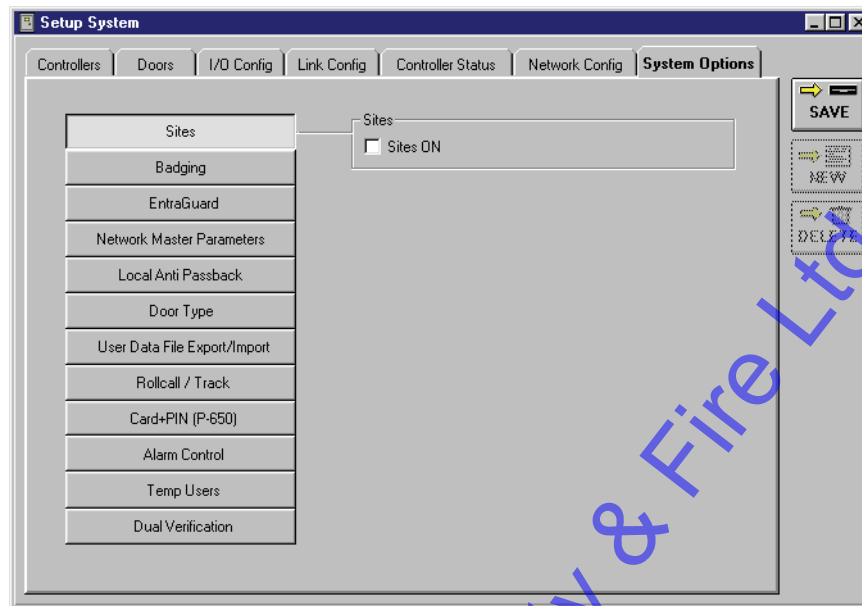 Setup System
Controllers Doors I/O Config Link Config Controller Status Network Config System Options
Sites
Badging
EntraGuard
Network Master Parameters
Local Anti Passback
Door Type
User Data File Export/Import
Rollcall / Track
Card+PIN (P-650)
Alarm Control
Temp Users
Dual Verification
Sites
Sites ON
SAVE
NEW
DELETE
& Fire Ltd